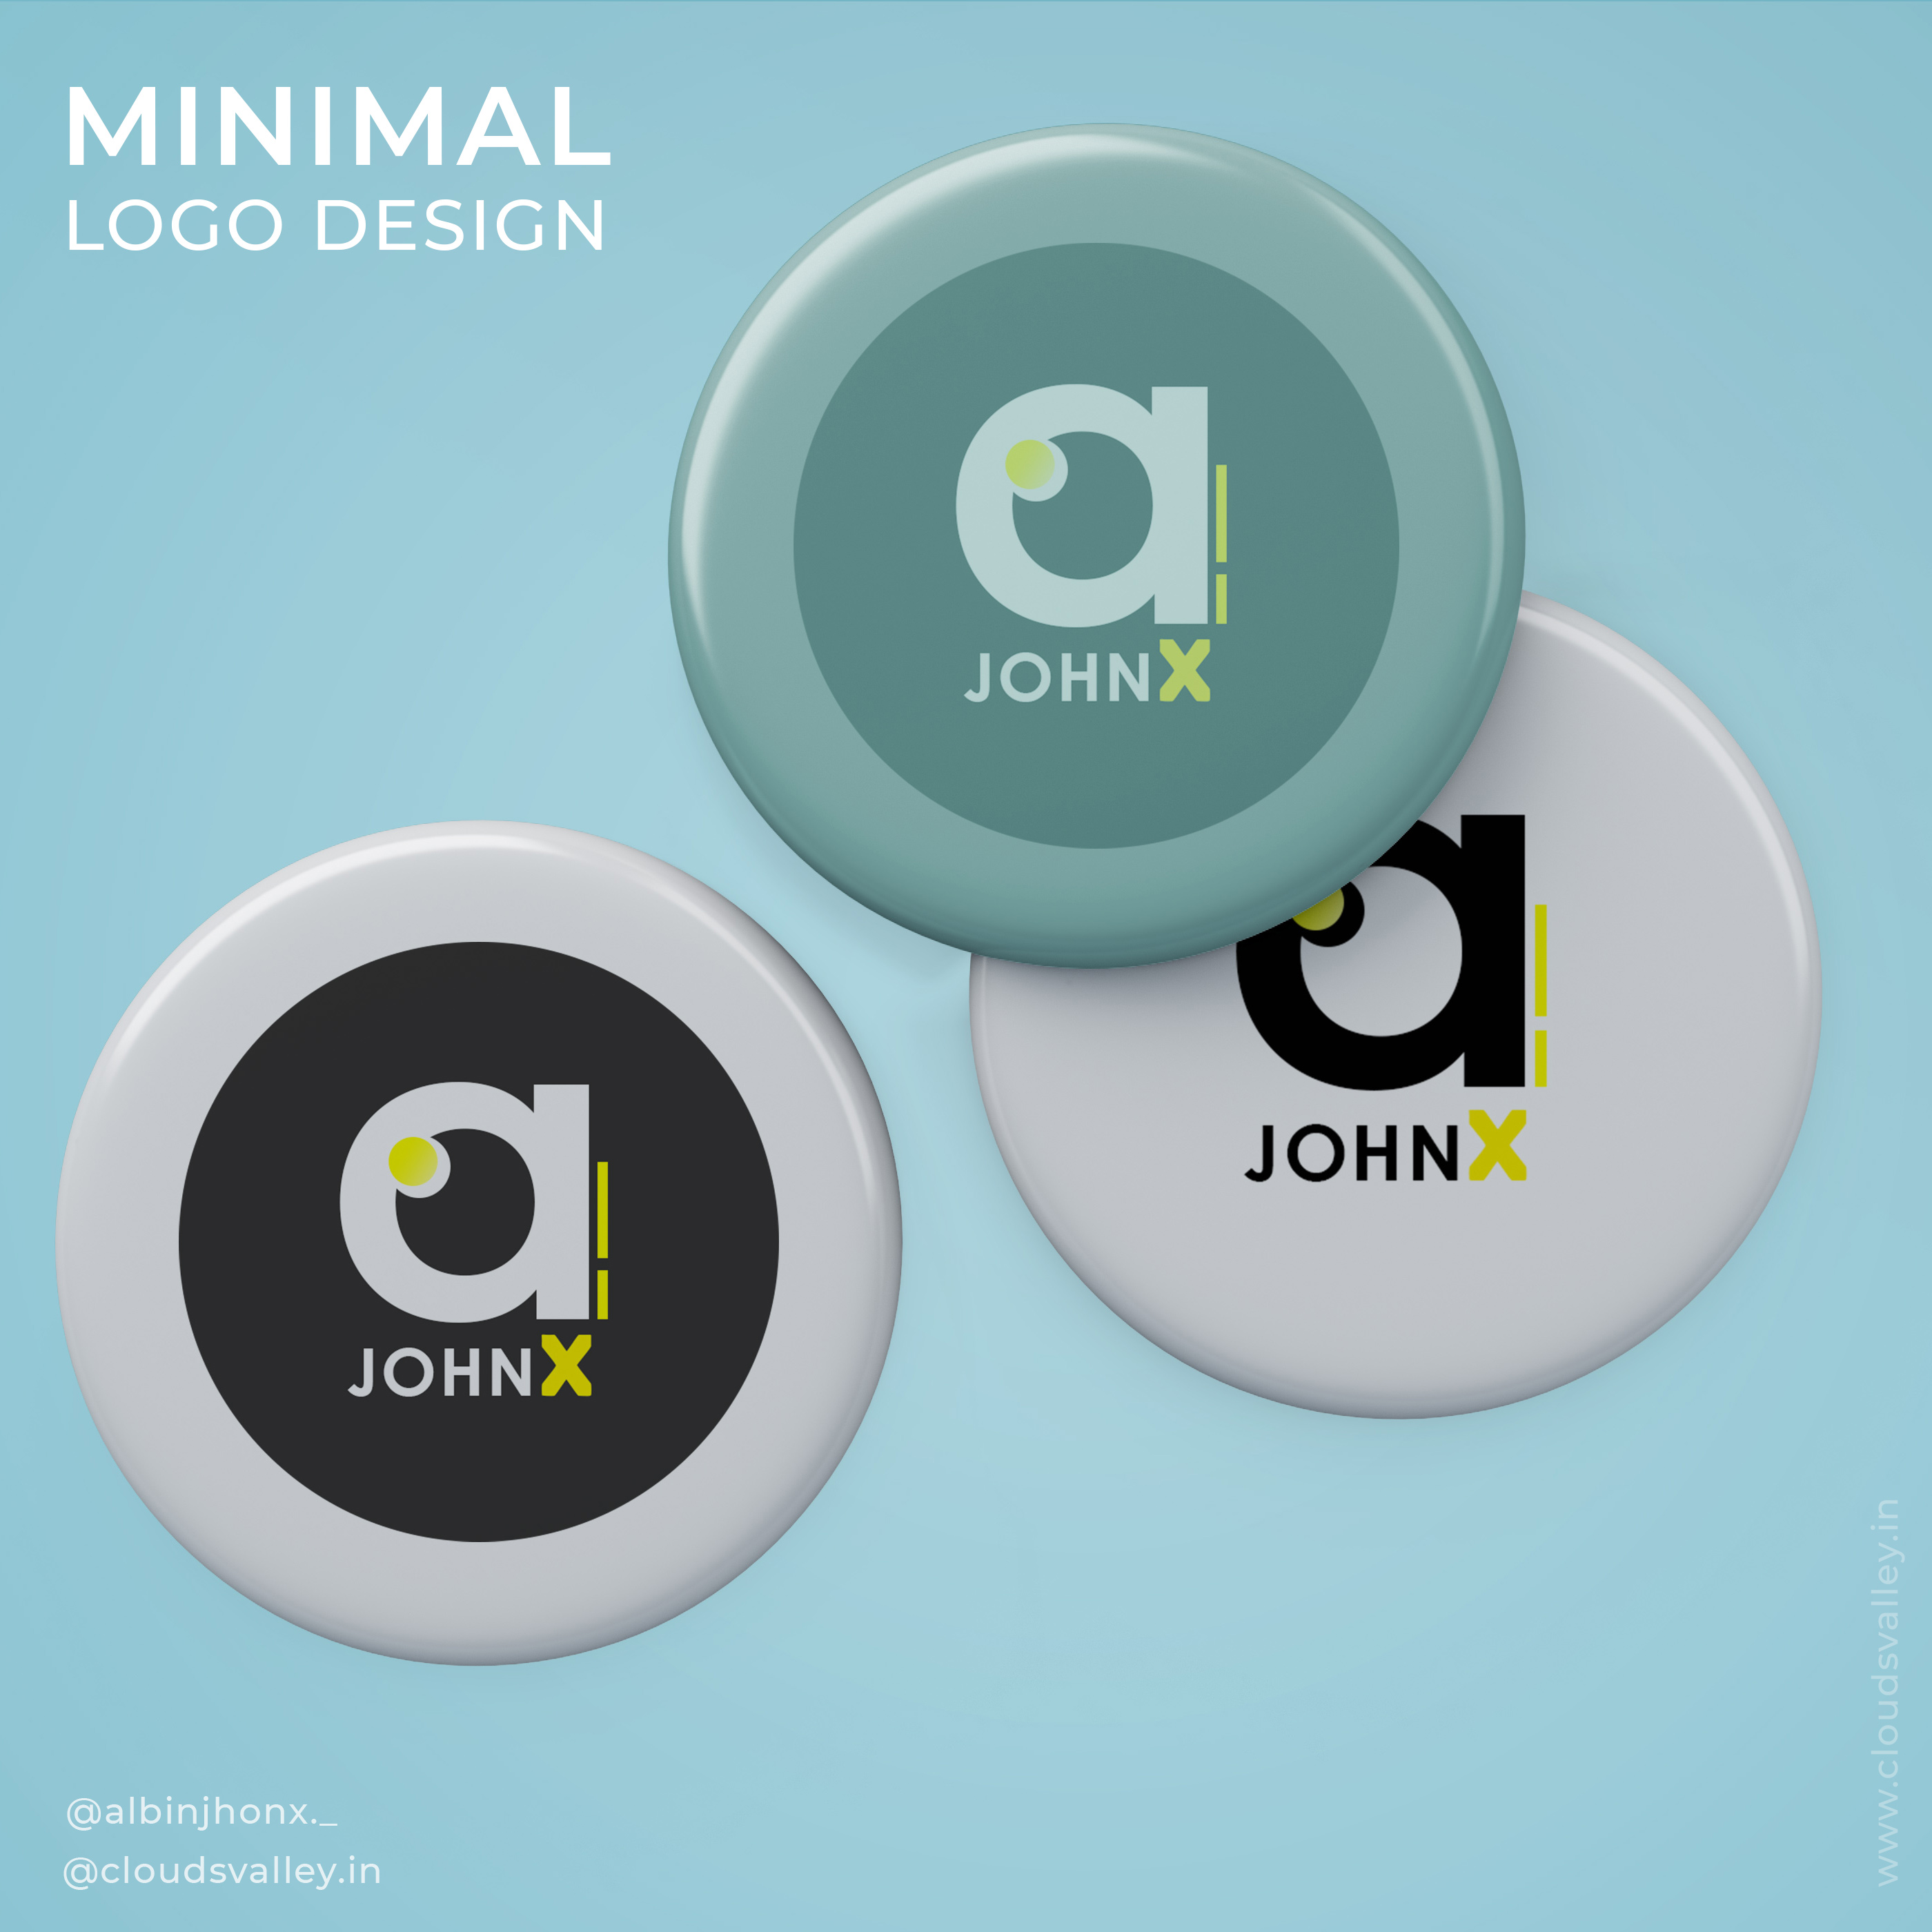 MINIMAL
LOGO DESIGN
a
JOHNX
a
JOHNX
a
JOHNX
@albinjhonx._
@cloudsvalley.in
www.cloudsvalley.in